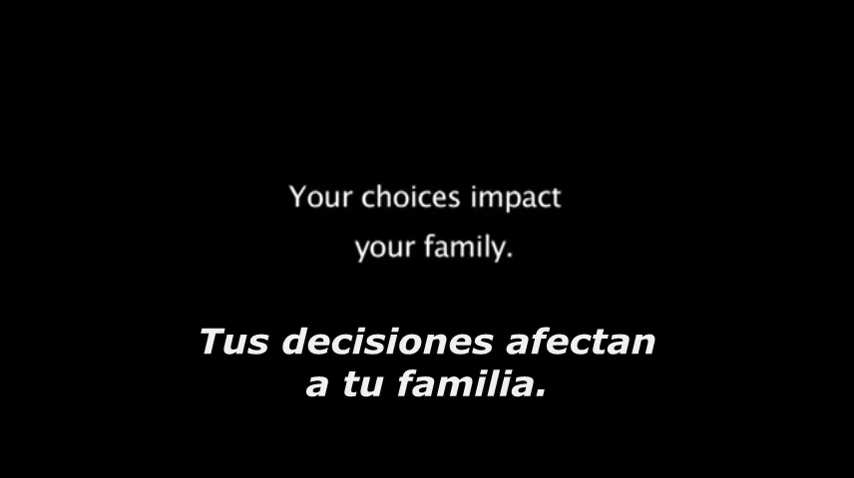 Your choices impact
your family.
Tus decisiones afectan
a tu familia.